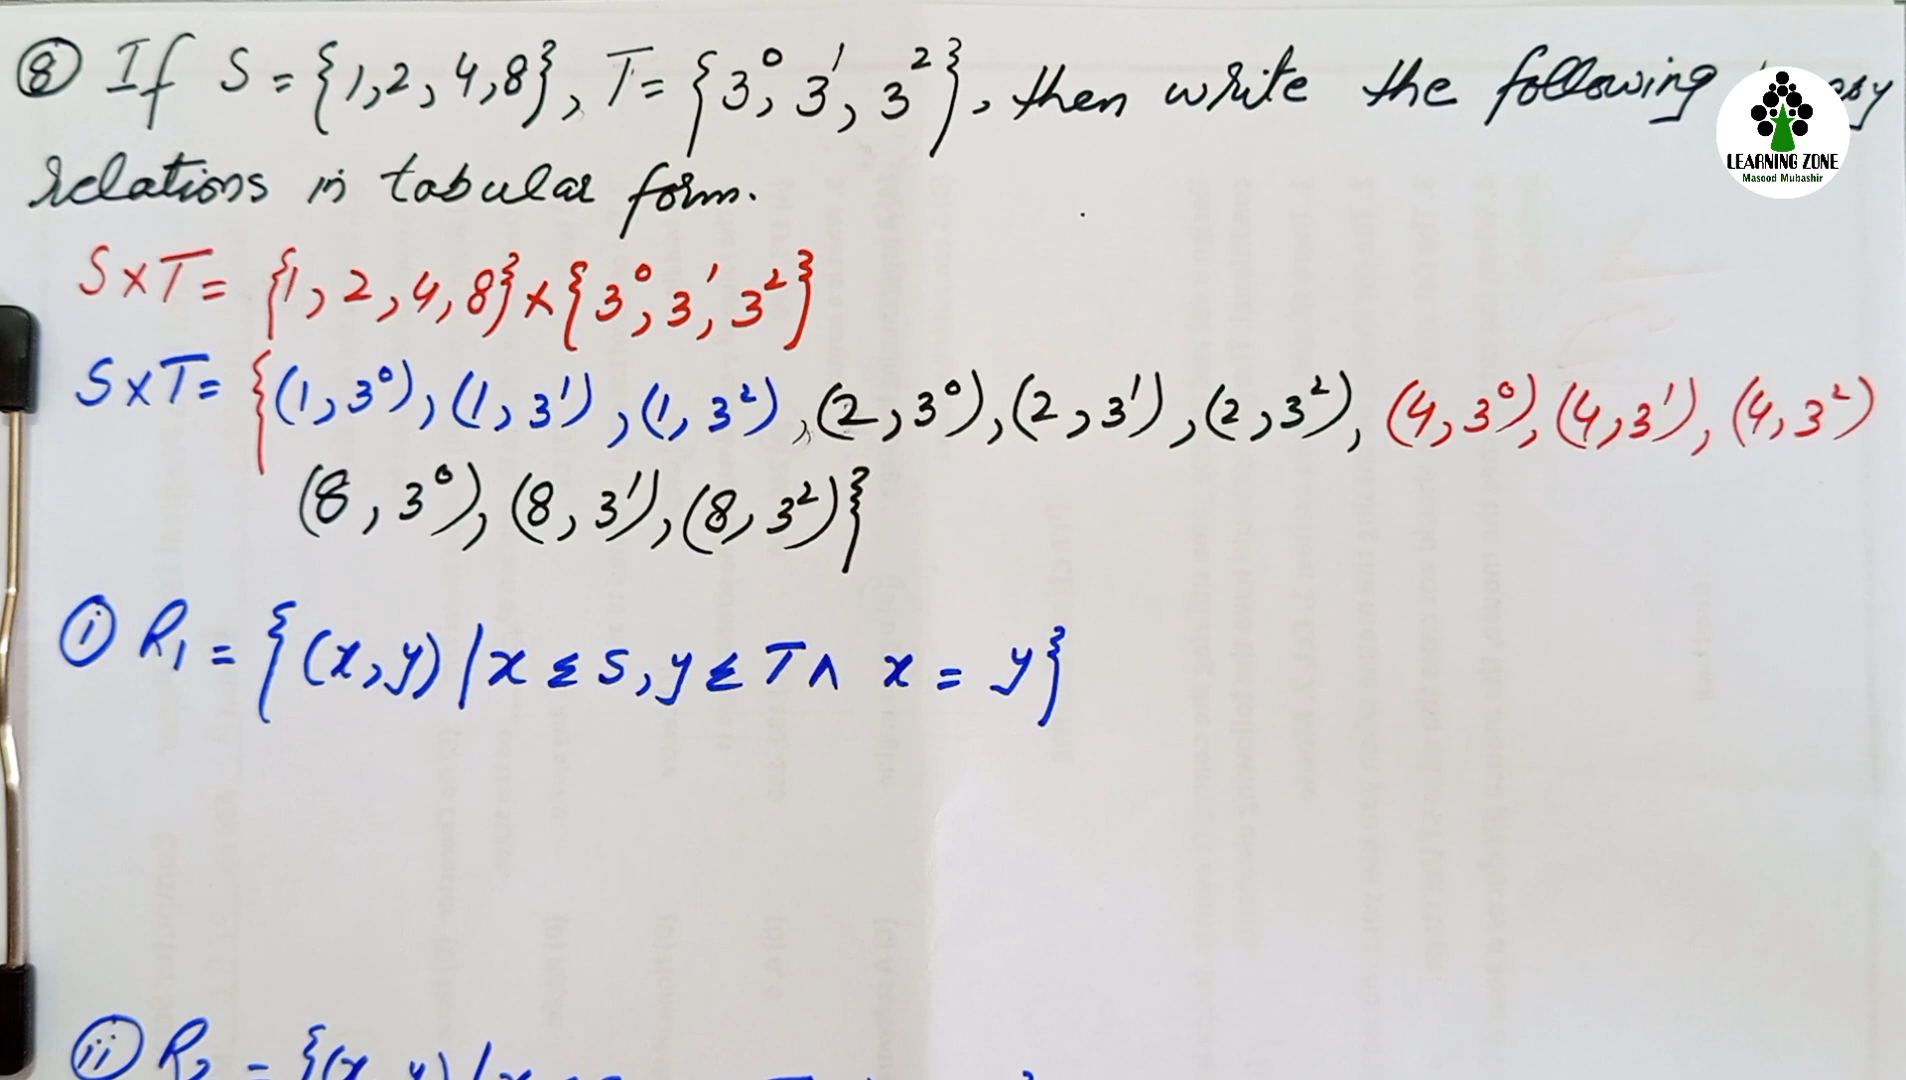 ⑧ If S = {1,2,4,8}, T = {3⁰, 3¹, 3²}, then write the following
relations in tabular form.
LEARNING ZONE
Masood Mubashir
S×T = {1,2,4,8}×{3⁰, 3¹, 3²}
S×T = {(1,3⁰),(1,3¹),(1,3²),(2,3⁰),(2,3¹),(2,3²),(4,3⁰),(4,3¹),(4,3²)
(8,3⁰),(8,3¹),(8,3²)}
ⓘ R₁ = {(x,y)|x ∈ S, y ∈ T ∧ x = y}
ii R₂ = {(x,y)|x